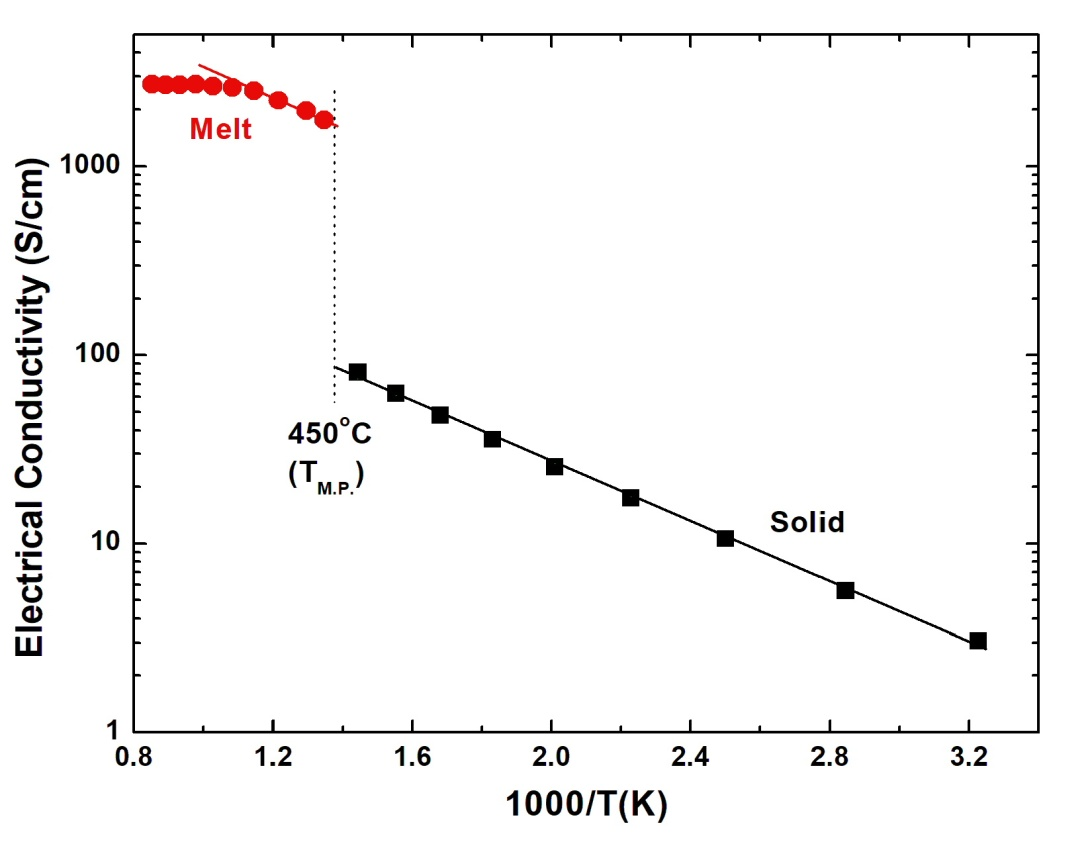 Electrical Conductivity (S/cm)
1000
100
10
1
Melt
450°C
(T_M.P.)
Solid
0.8 1.2 1.6 2.0 2.4 2.8 3.2
1000/T(K)